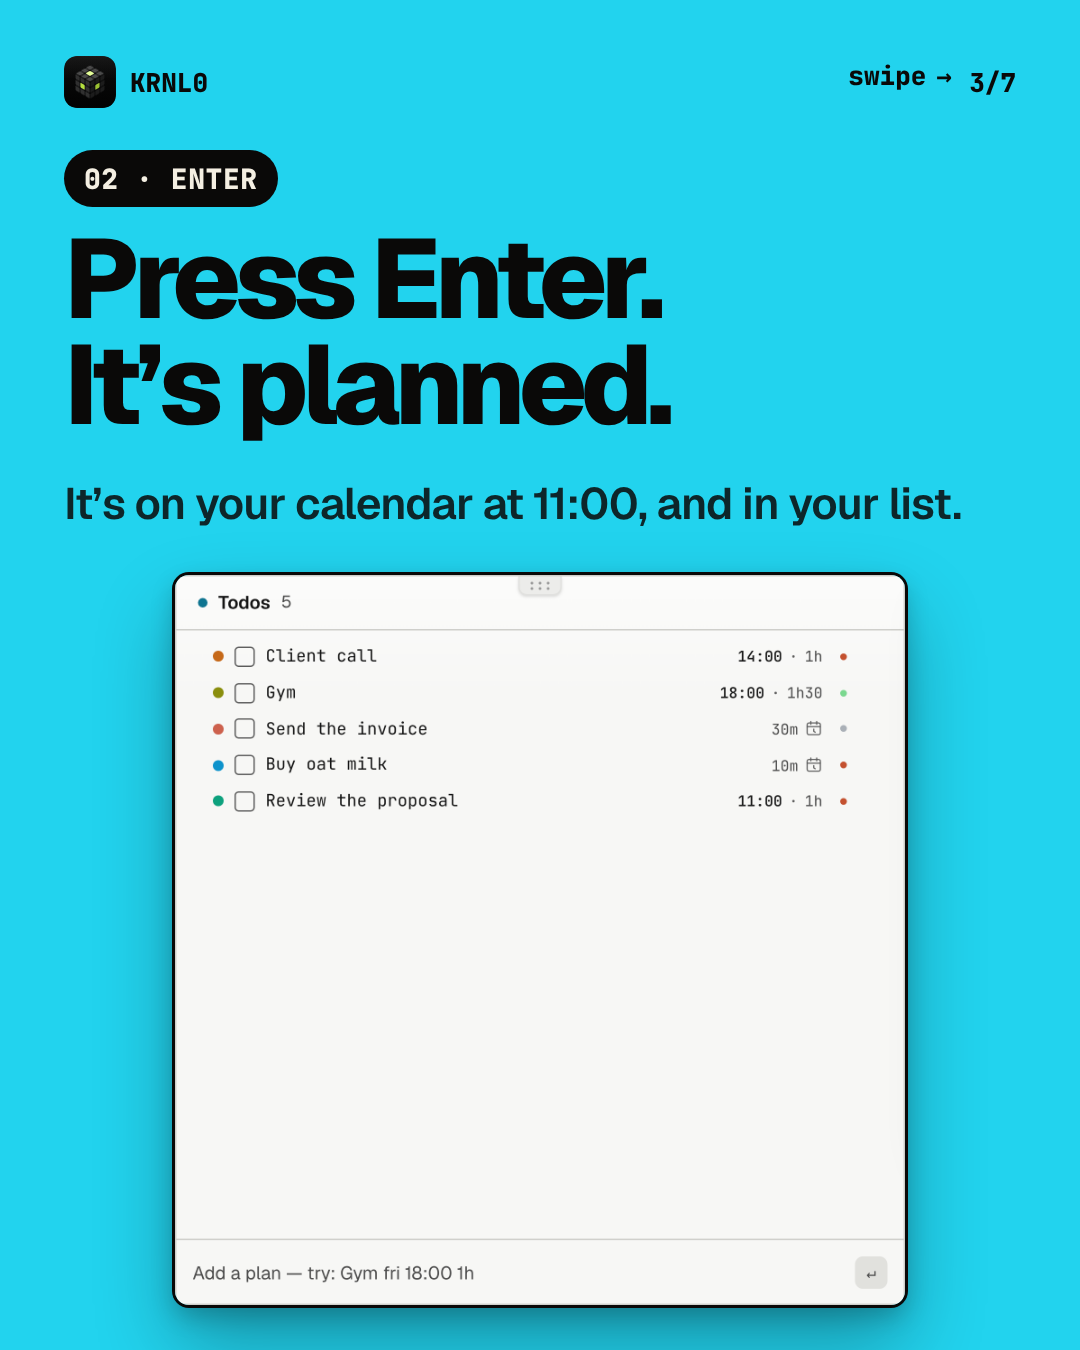 KRNL0
swipe → 3/7
02 · ENTER
Press Enter.
It’s planned.
It’s on your calendar at 11:00, and in your list.
Todos 5
Client call 14:00 · 1h
Gym 18:00 · 1h30
Send the invoice 30m
Buy oat milk 10m
Review the proposal 11:00 · 1h
Add a plan — try: Gym fri 18:00 1h ↵